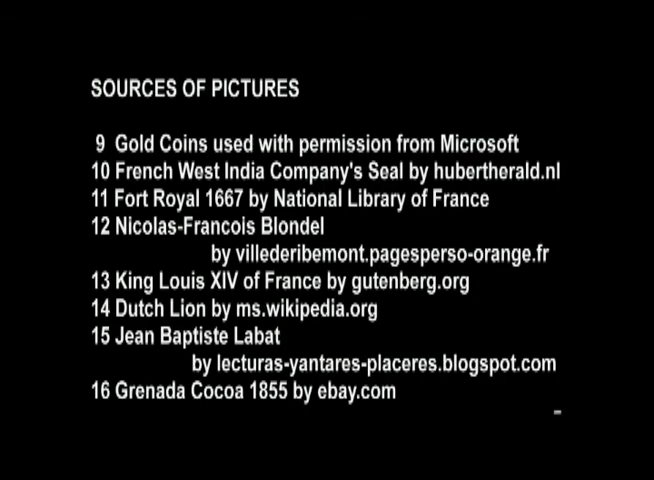 SOURCES OF PICTURES
9 Gold Coins used with permission from Microsoft
10 French West India Company's Seal by hubertherald.nl
11 Fort Royal 1667 by National Library of France
12 Nicolas-Francois Blondel
by villederibemont.pagesperso-orange.fr
13 King Louis XIV of France by gutenberg.org
14 Dutch Lion by ms.wikipedia.org
15 Jean Baptiste Labat
by lecturas-yantares-placeres.blogspot.com
16 Grenada Cocoa 1855 by ebay.com